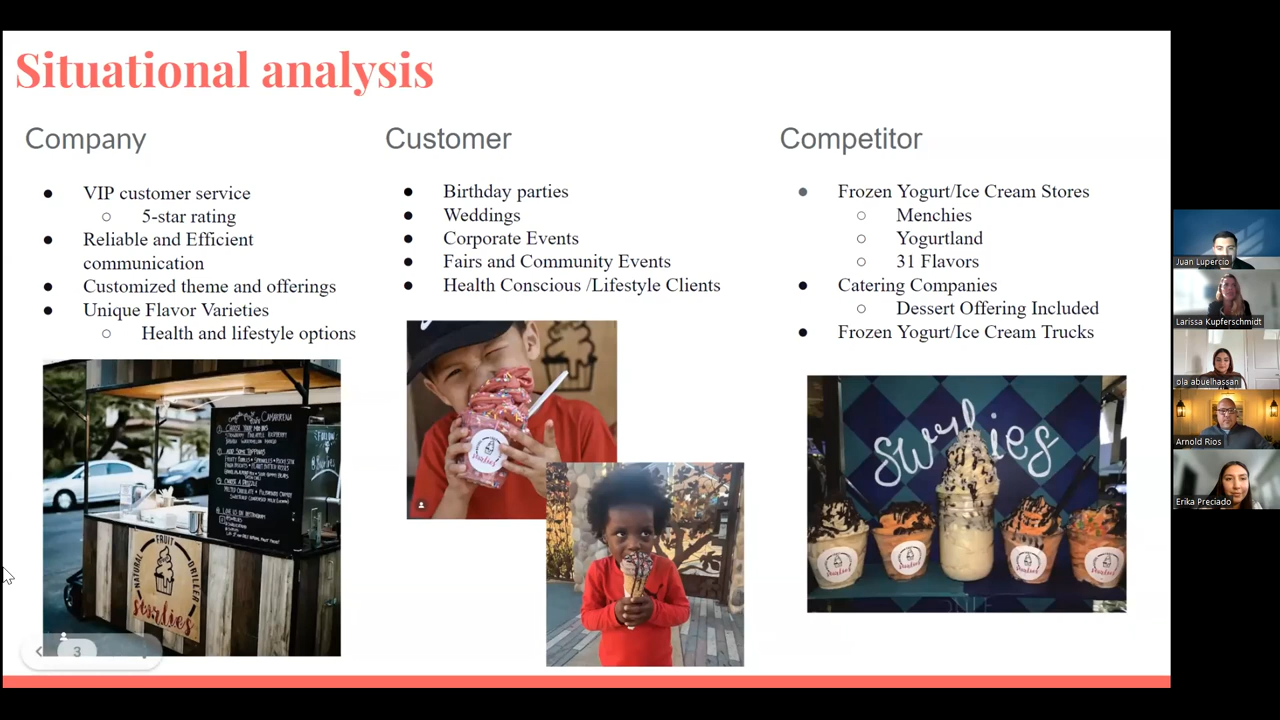 Situational analysis
Company
VIP customer service
5-star rating
Reliable and Efficient
communication
Customized theme and offerings
Unique Flavor Varieties
Health and lifestyle options
Customer
Birthday parties
Weddings
Corporate Events
Fairs and Community Events
Health Conscious /Lifestyle Clients
Competitor
Frozen Yogurt/Ice Cream Stores
Menchies
Yogurtland
31 Flavors
Catering Companies
Dessert Offering Included
Frozen Yogurt/Ice Cream Trucks
NATURAL FRUIT
swirlies
swirlies
3
Juan Lupercio
Larissa Kupferschmidt
ola abuelhassan
Arnold Rios
Erika Preciado